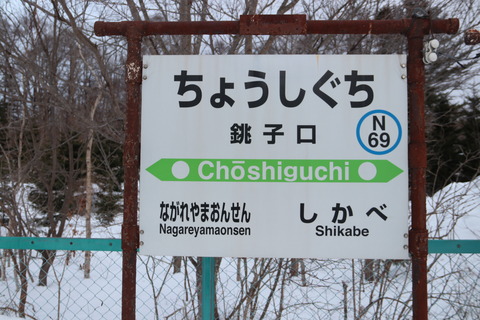 ちょうしぐち
銚子口
N
69
Chōshiguchi
ながれやまおんせん しかべ
Nagareyamaonsen Shikabe